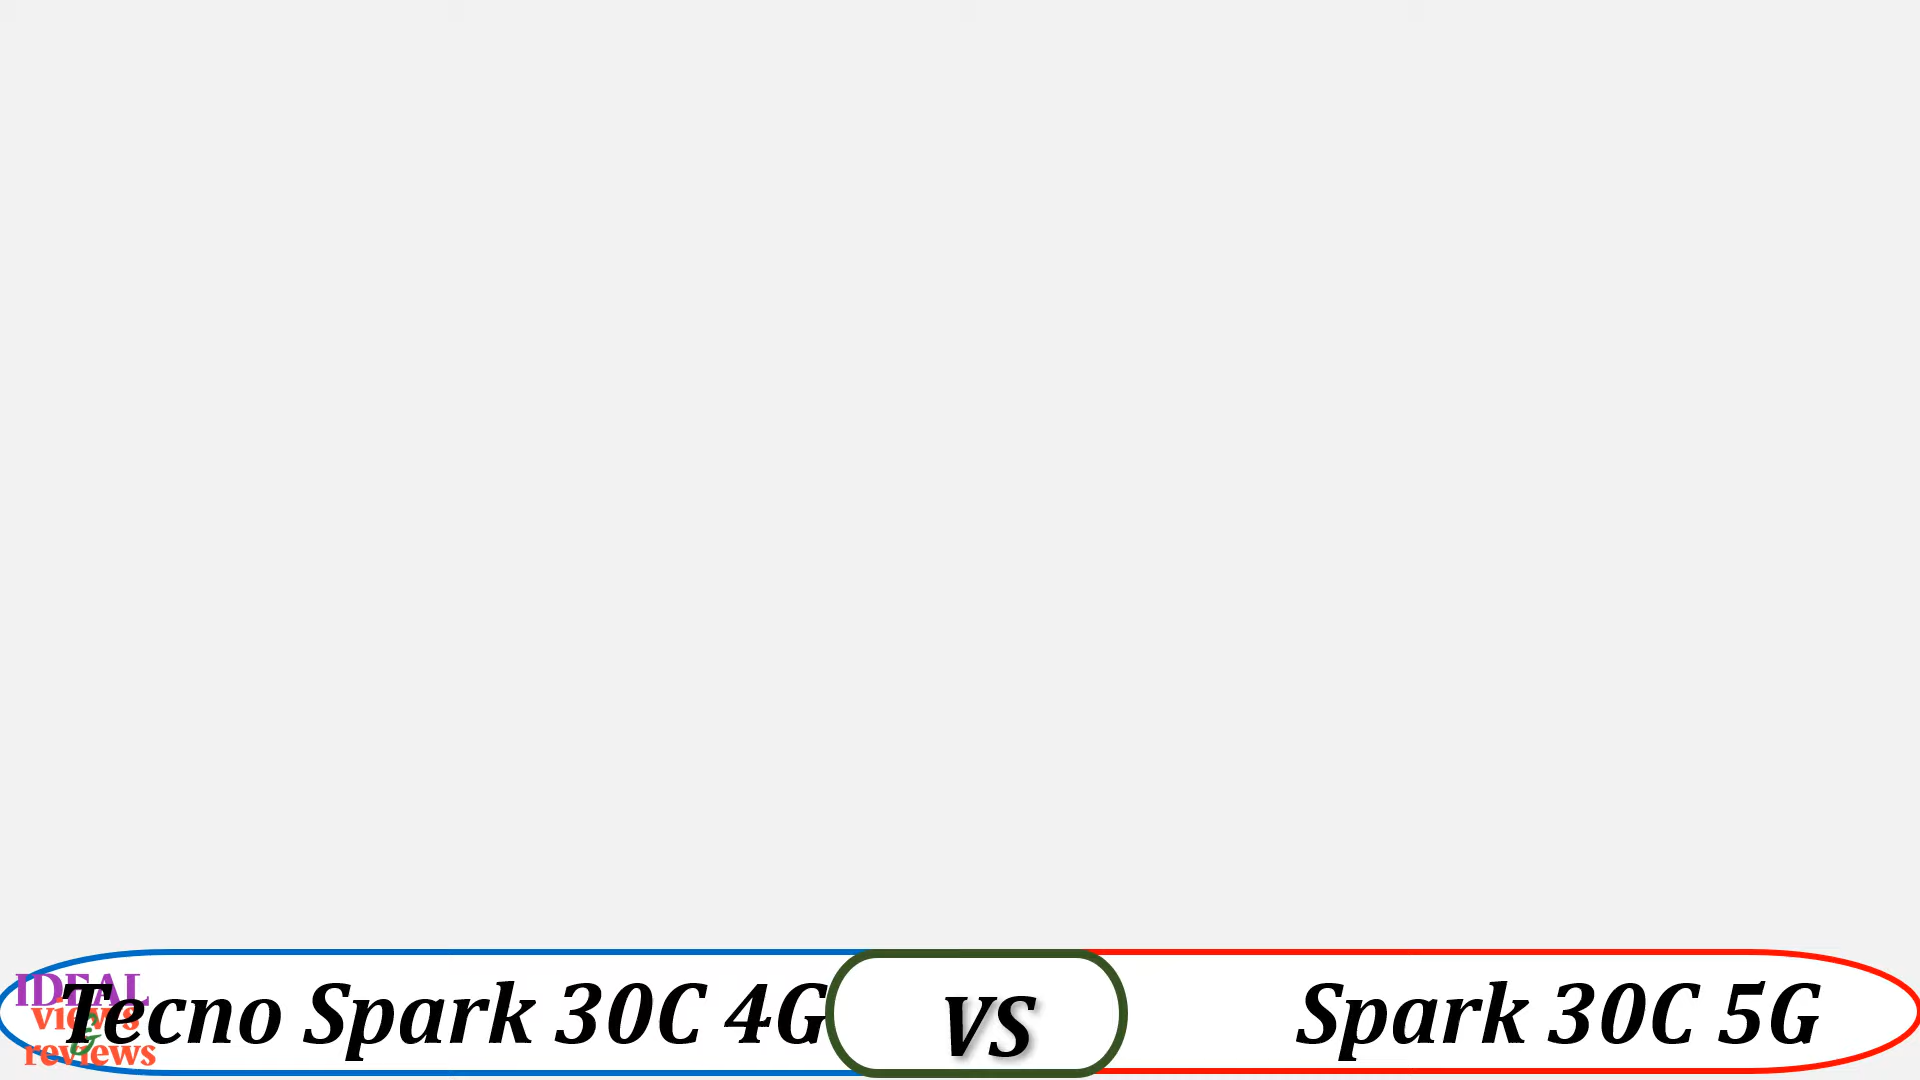 IDEAL
views
&
reviews
Tecno Spark 30C 4G
VS
Spark 30C 5G